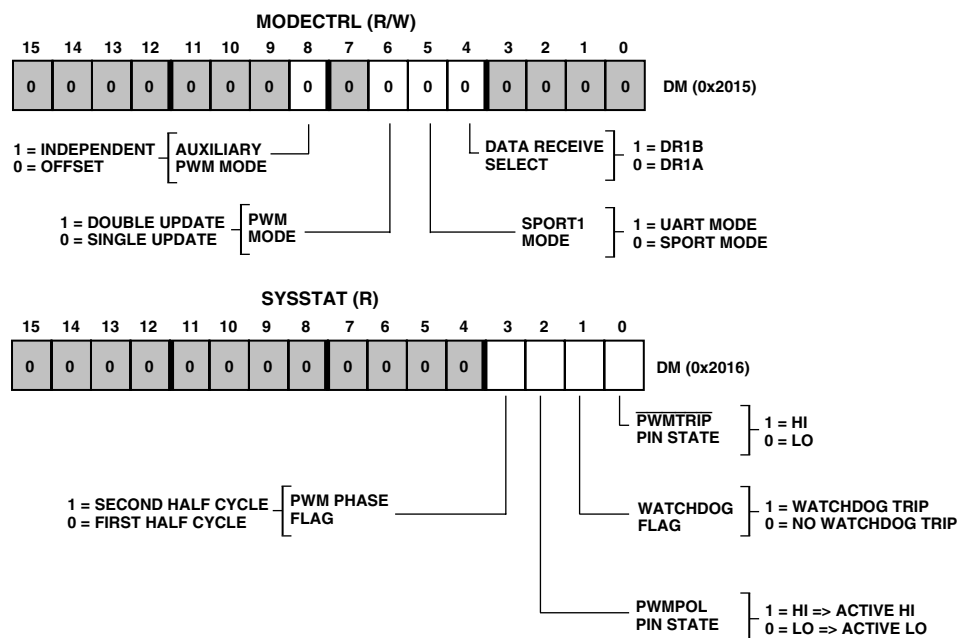 MODECTRL (R/W)
15 14 13 12 11 10 9 8 7 6 5 4 3 2 1 0
0 0 0 0 0 0 0 0 0 0 0 0 0 0 0 0 DM (0x2015)
1 = INDEPENDENT
0 = OFFSET
AUXILIARY
PWM MODE
DATA RECEIVE
SELECT
1 = DR1B
0 = DR1A
1 = DOUBLE UPDATE
0 = SINGLE UPDATE
PWM
MODE
SPORT1
MODE
1 = UART MODE
0 = SPORT MODE
SYSSTAT (R)
15 14 13 12 11 10 9 8 7 6 5 4 3 2 1 0
0 0 0 0 0 0 0 0 0 0 0 0 DM (0x2016)
PWMTRIP
PIN STATE
1 = HI
0 = LO
1 = SECOND HALF CYCLE
0 = FIRST HALF CYCLE
PWM PHASE
FLAG
WATCHDOG
FLAG
1 = WATCHDOG TRIP
0 = NO WATCHDOG TRIP
PWMPOL
PIN STATE
1 = HI => ACTIVE HI
0 = LO => ACTIVE LO